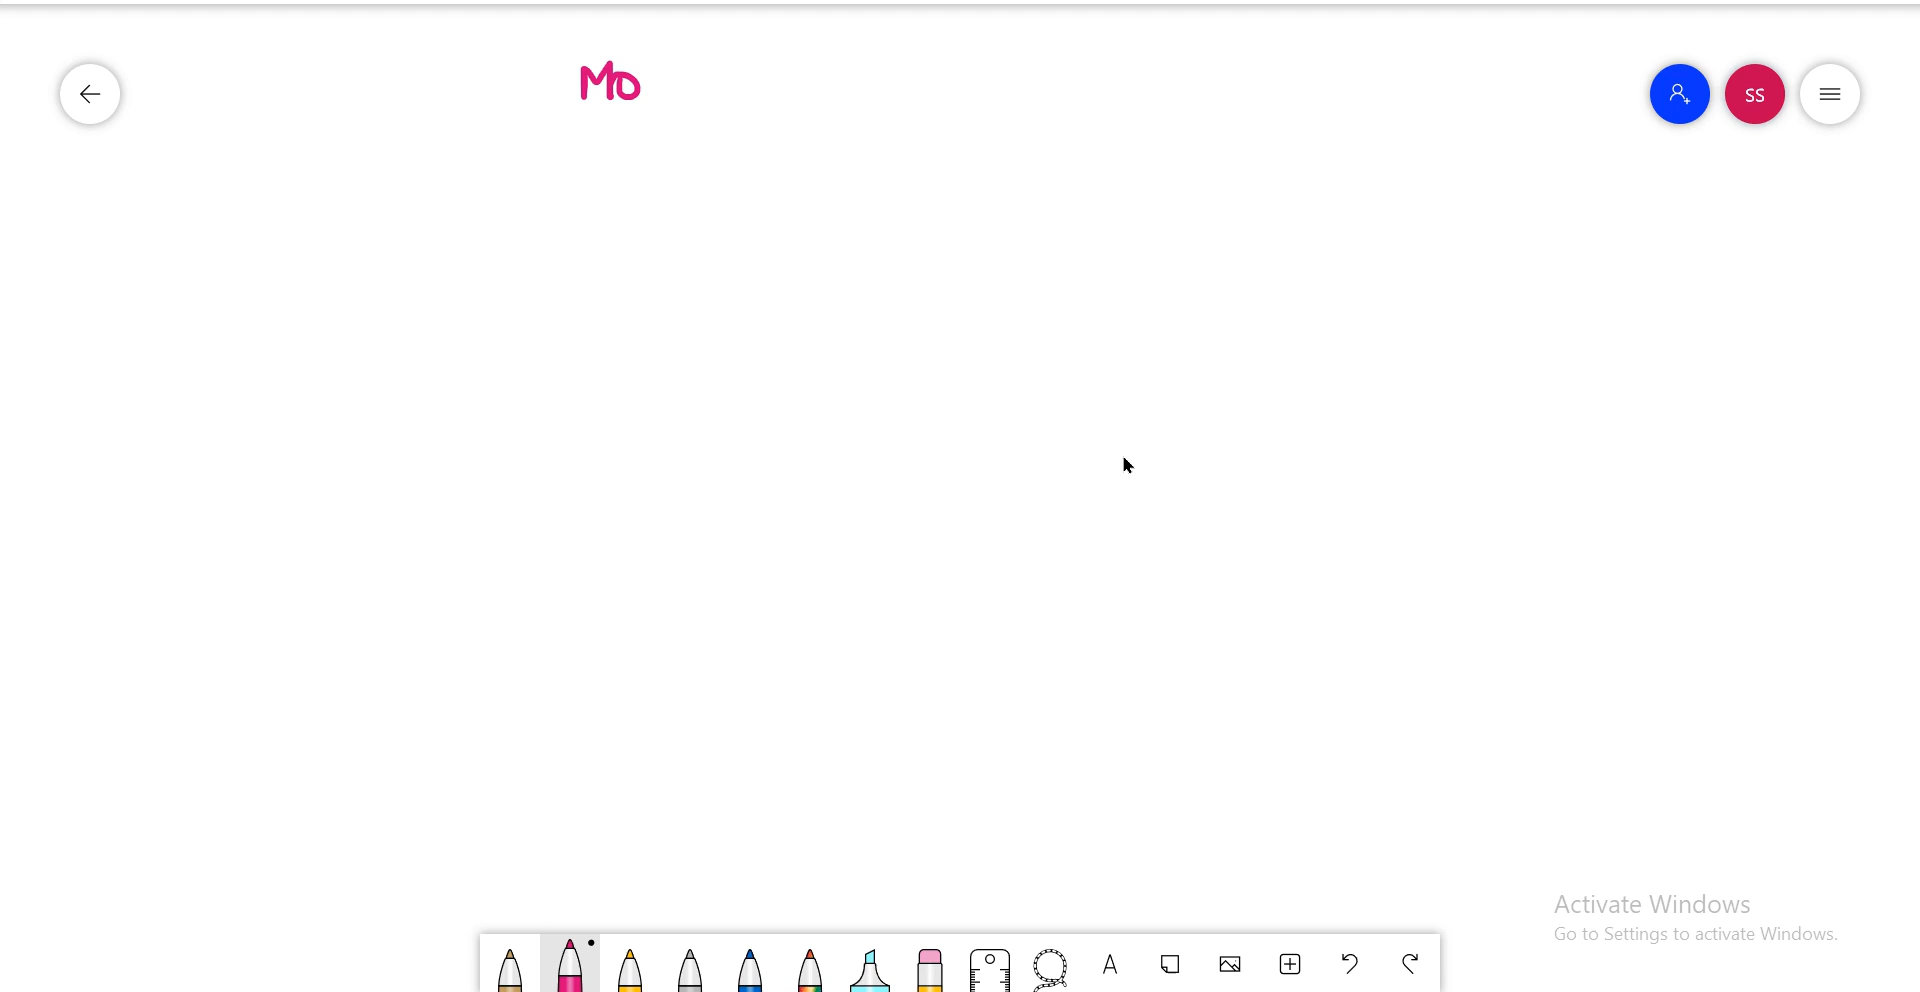 Mo
SS
A
Activate Windows
Go to Settings to activate Windows.